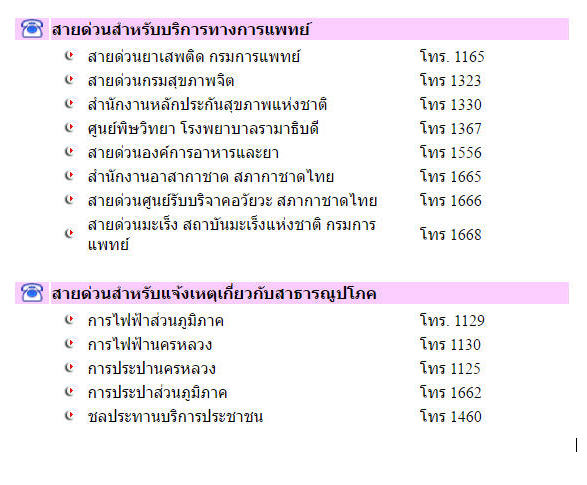 สายด่วนสำหรับบริการทางการแพทย์
สายด่วนยาเสพติด กรมการแพทย์ โทร. 1165
สายด่วนกรมสุขภาพจิต โทร 1323
สำนักงานหลักประกันสุขภาพแห่งชาติ โทร 1330
ศูนย์พิษวิทยา โรงพยาบาลรามาธิบดี โทร 1367
สายด่วนองค์การอาหารและยา โทร 1556
สำนักงานอาสากาชาด สภากาชาดไทย โทร 1665
สายด่วนศูนย์รับบริจาคอวัยวะ สภากาชาดไทย โทร 1666
สายด่วนมะเร็ง สถาบันมะเร็งแห่งชาติ กรมการ
แพทย์ โทร 1668
สายด่วนสำหรับแจ้งเหตุเกี่ยวกับสาธารณูปโภค
การไฟฟ้าส่วนภูมิภาค โทร. 1129
การไฟฟ้านครหลวง โทร 1130
การประปานครหลวง โทร 1125
การประปาส่วนภูมิภาค โทร 1662
ชลประทานบริการประชาชน โทร 1460